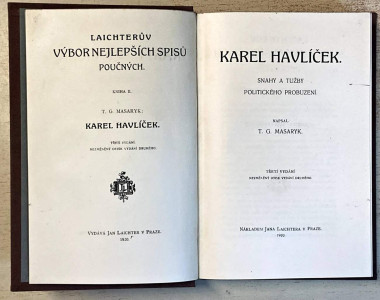 LAICHTERŮV
VÝBOR NEJLEPŠÍCH SPISŮ
POUČNÝCH.
KNIHA II.
T. G. MASARYK:
KAREL HAVLÍČEK.
TŘETÍ VYDÁNÍ
NEZMĚNĚNÝ OTISK VYDÁNÍ DRUHÉHO.
VYDÁVÁ JAN LAICHTER V PRAZE.
1920.
KAREL HAVLÍČEK.
SNAHY A TUŽBY
POLITICKÉHO PROBUZENÍ.
NAPSAL
T. G. MASARYK.
TŘETÍ VYDÁNÍ
NEZMĚNĚNÝ OTISK VYDÁNÍ DRUHÉHO.
NÁKLADEM JANA LAICHTERA V PRAZE.
1920.